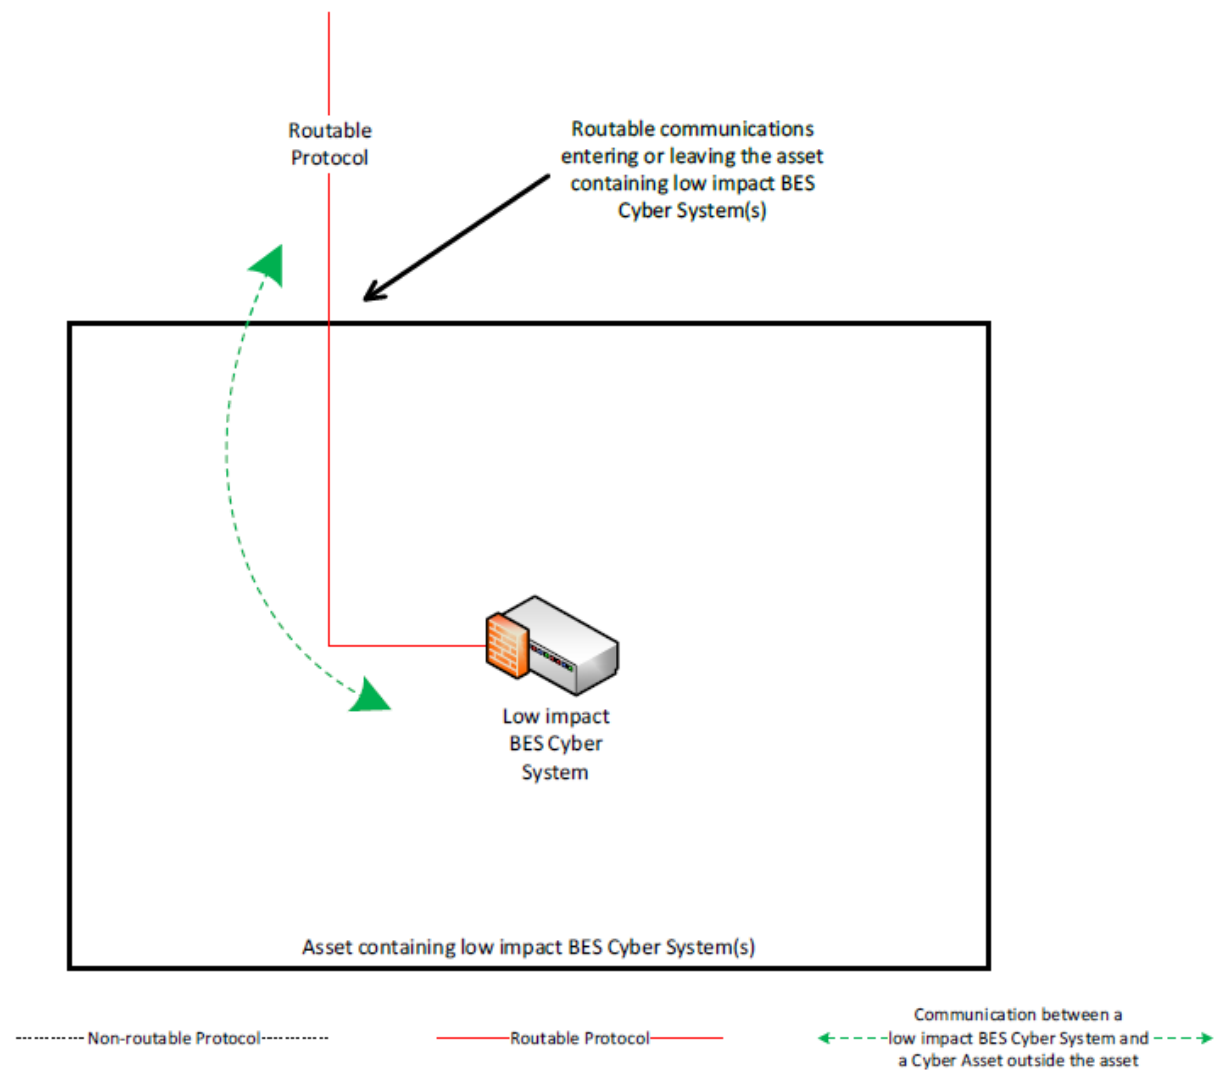 Routable
Protocol
Routable communications
entering or leaving the asset
containing low impact BES
Cyber System(s)
Low impact
BES Cyber
System
Asset containing low impact BES Cyber System(s)
Non-routable Protocol
Routable Protocol
Communication between a
low impact BES Cyber System and
a Cyber Asset outside the asset